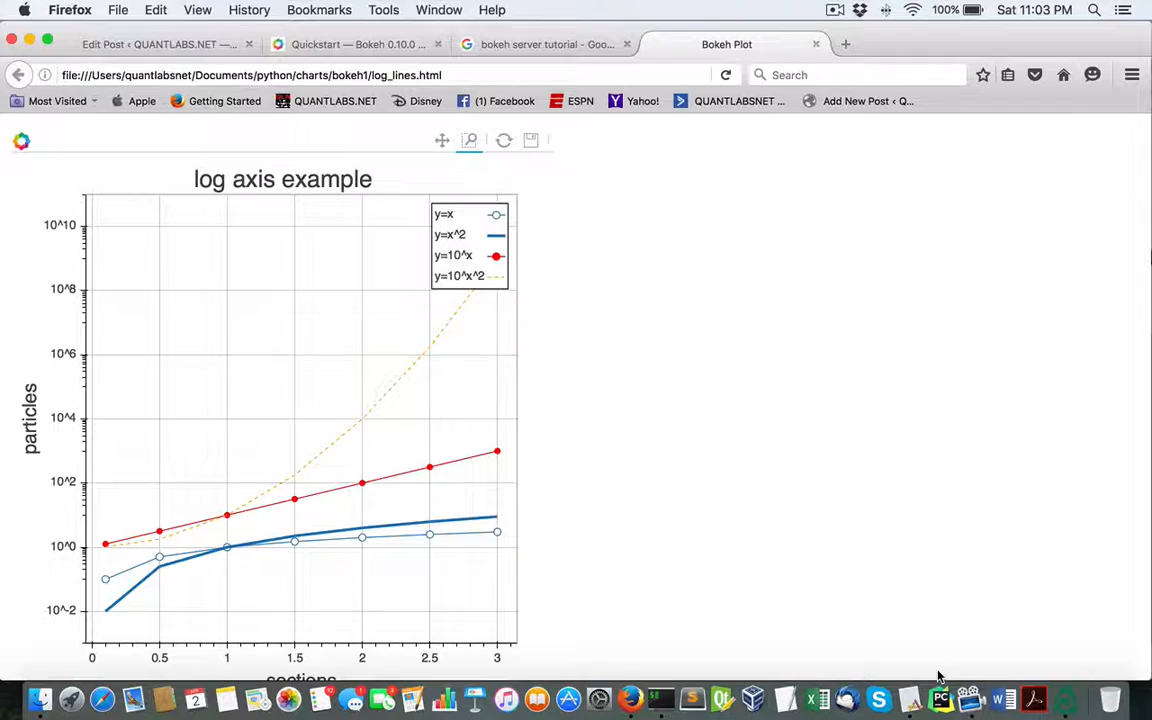 Firefox File Edit View History Bookmarks Tools Window Help 100% Sat 11:03 PM
Edit Post ‹ QUANTLABS.NET —... Quickstart — Bokeh 0.10.0 ... bokeh server tutorial - Goo... Bokeh Plot
file:///Users/quantlabsnet/Documents/python/charts/bokeh1/log_lines.html Search
Most Visited Apple Getting Started QUANTLABS.NET Disney (1) Facebook ESPN Yahoo! QUANTLABSNET ... Add New Post ‹ Q...
log axis example
10^10
10^8
10^6
10^4
10^2
10^0
10^-2
particles
y=x
y=x^2
y=10^x
y=10^x^2
0 0.5 1 1.5 2 2.5 3
sections